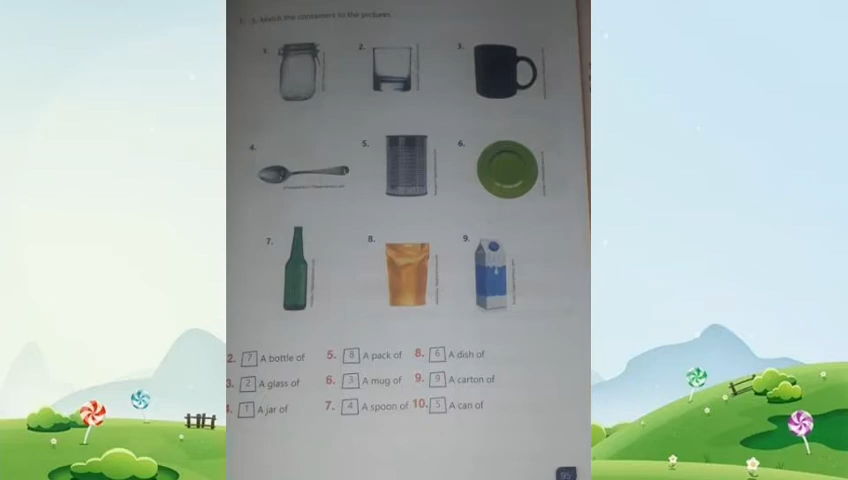 Match the containers to the pictures
1. 2. 3.
4. 5. 6.
7. 8. 9.
2. 7 A bottle of 5. 8 A pack of 8. 6 A dish of
3. 2 A glass of 6. 3 A mug of 9. 9 A carton of
1 A jar of 7. 4 A spoon of 10. 5 A can of